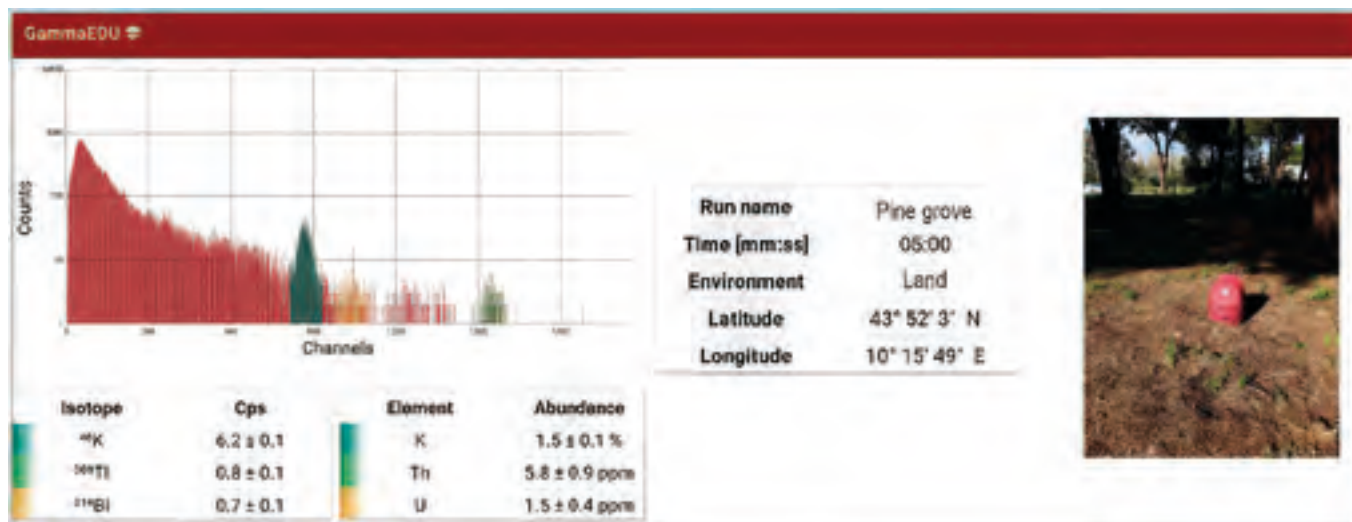 GammaEDU
Counts
Channels
Run name Pine grove
Time [mm:ss] 05:00
Environment Land
Latitude 43° 52' 3" N
Longitude 10° 15' 49" E
Isotope Cps
⁴⁰K 6.2 ± 0.1
²⁰⁸Tl 0.8 ± 0.1
²¹⁴Bi 0.7 ± 0.1
Element Abundance
K 1.5 ± 0.1 %
Th 5.8 ± 0.9 ppm
U 1.5 ± 0.4 ppm